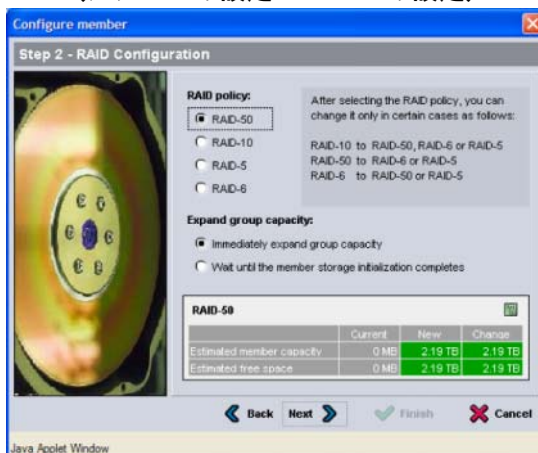 Configure member
Step 2 - RAID Configuration
RAID policy:
RAID-50
RAID-10
RAID-5
RAID-6
After selecting the RAID policy, you can
change it only in certain cases as follows:
RAID-10 to RAID-50, RAID-6 or RAID-5
RAID-50 to RAID-6 or RAID-5
RAID-6 to RAID-50 or RAID-5
Expand group capacity:
Immediately expand group capacity
Wait until the member storage initialization completes
RAID-50
Current New Change
Estimated member capacity 0 MB 2.19 TB 2.19 TB
Estimated free space 0 MB 2.19 TB 2.19 TB
Back Next Finish Cancel
Java Applet Window